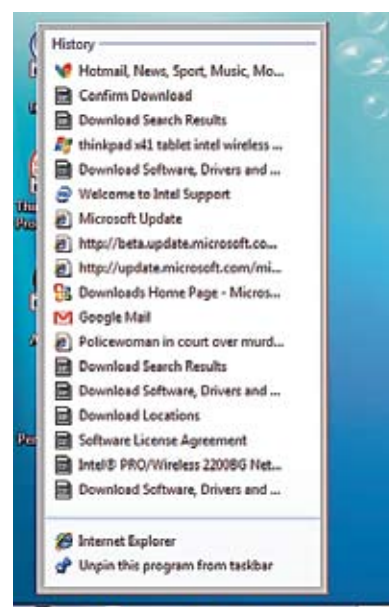 History
Hotmail, News, Sport, Music, Mo...
Confirm Download
Download Search Results
thinkpad x41 tablet intel wireless ...
Download Software, Drivers and ...
Welcome to Intel Support
Microsoft Update
http://beta.update.microsoft.co...
http://update.microsoft.com/mi...
Downloads Home Page - Micros...
Google Mail
Policewoman in court over murd...
Download Search Results
Download Software, Drivers and ...
Download Locations
Software License Agreement
Intel® PRO/Wireless 2200BG Net...
Download Software, Drivers and ...
Internet Explorer
Unpin this program from taskbar